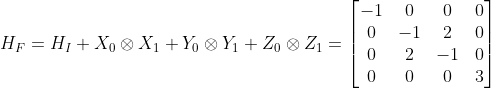 H_F = H_I + X_0 ⊗ X_1 + Y_0 ⊗ Y_1 + Z_0 ⊗ Z_1 =
-1 0 0 0
0 -1 2 0
0 2 -1 0
0 0 0 3